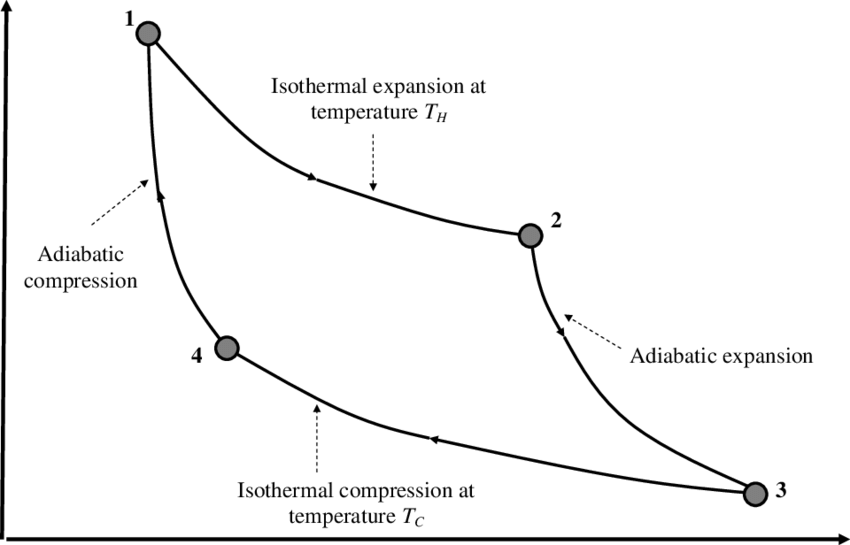 1
Isothermal expansion at
temperature T_H
2
Adiabatic
compression
4
Adiabatic expansion
3
Isothermal compression at
temperature T_C